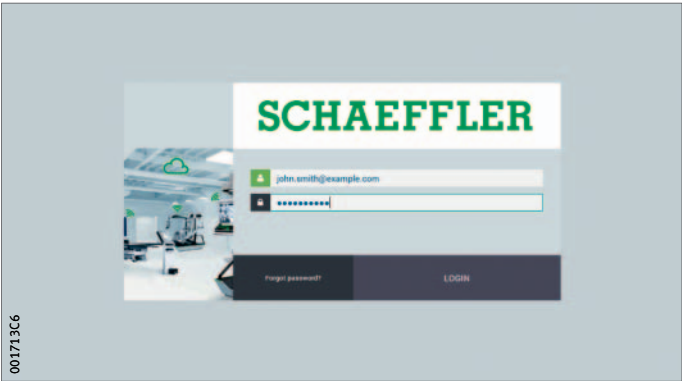 SCHAEFFLER
john.smith@example.com
••••••••••
Forgot password?
LOGIN
001713C6